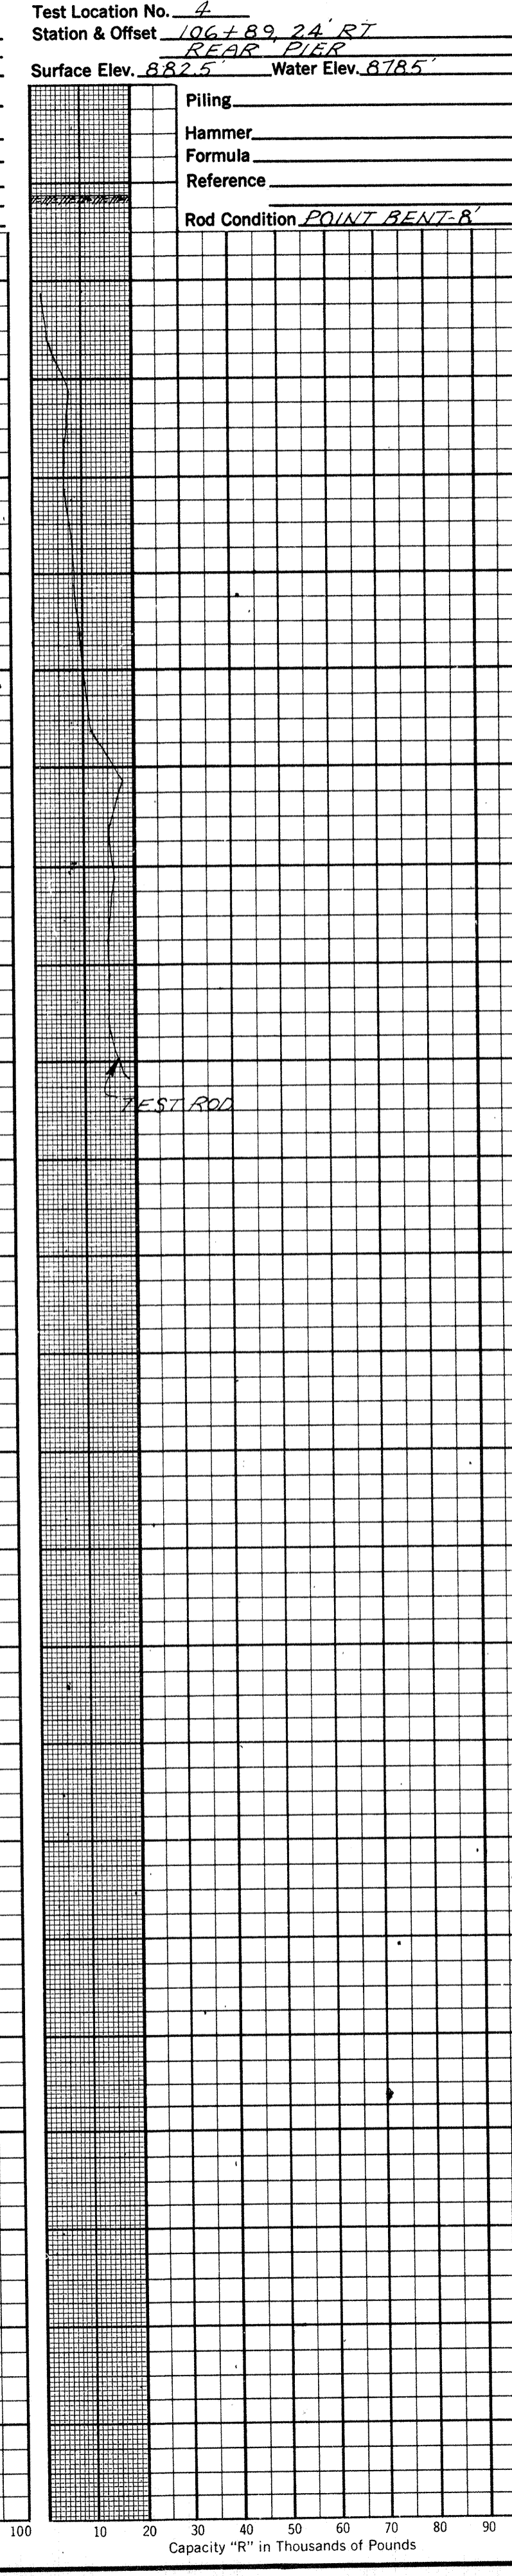 Test Location No. 4
Station & Offset 106+89, 24' RT
REAR PIER
Surface Elev. 882.5' Water Elev. 878.5'
Piling
Hammer
Formula
Reference
Rod Condition POINT BENT-8'
TEST ROD
100 10 20 30 40 50 60 70 80 90
Capacity "R" in Thousands of Pounds